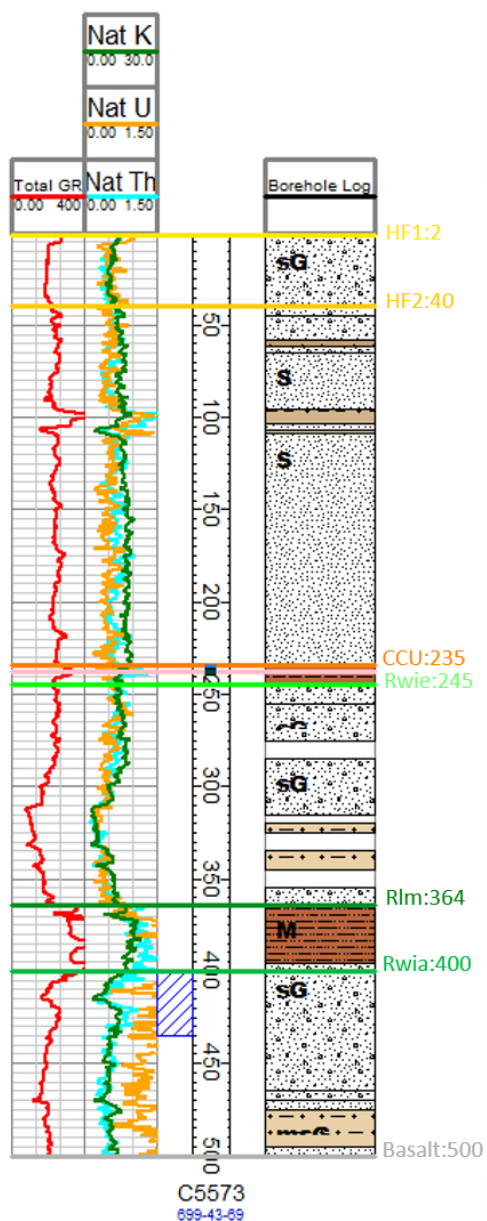 Nat K
0.00 30.0
Nat U
0.00 1.50
Total GR
0.00 400
Nat Th
0.00 1.50
Borehole Log
HF1:2
sG
HF2:40
50
S
100
S
150
200
CCU:235
Rwie:245
250
300
sG
350
Rlm:364
M
Rwia:400
400
sG
450
Basalt:500
500
C5573
699-43-69